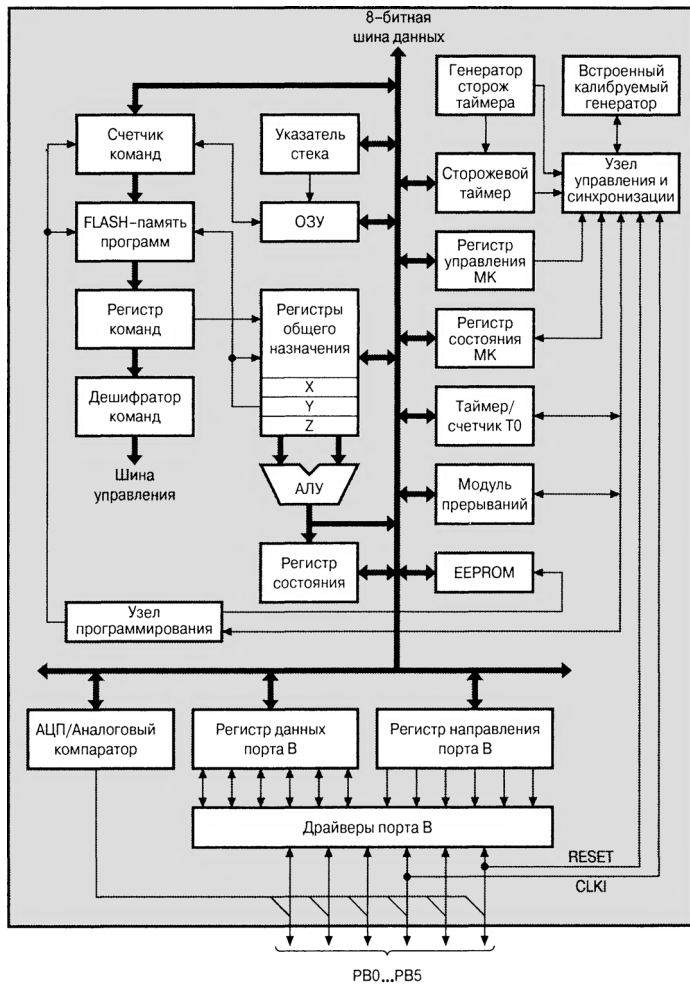 8-битная
шина данных
Генератор
сторож
таймера
Встроенный
калибруемый
генератор
Счетчик
команд
Указатель
стека
Сторожевой
таймер
Узел
управления и
синхронизации
FLASH-память
программ
ОЗУ
Регистр
управления
МК
Регистр
команд
Регистры
общего
назначения
X
Y
Z
Регистр
состояния
МК
Дешифратор
команд
Таймер/
счетчик T0
Шина
управления
АЛУ
Модуль
прерываний
Регистр
состояния
EEPROM
Узел
программирования
АЦП/Аналоговый
компаратор
Регистр данных
порта B
Регистр направления
порта B
Драйверы порта B
RESET
CLKI
PB0...PB5